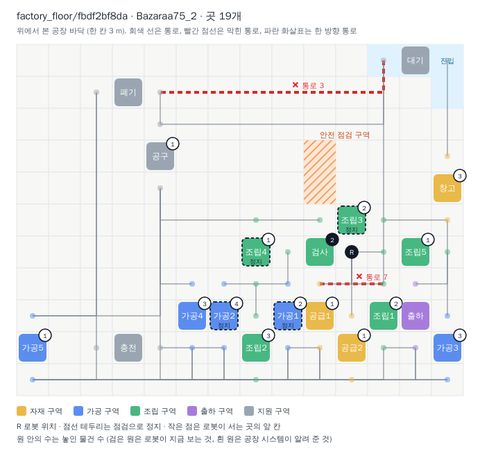 factory_floor/fbdf2bf8da · Bazaraa75_2 · 곳 19개
위에서 본 공장 바닥 (한 칸 3 m). 회색 선은 통로, 빨간 점선은 막힌 통로, 파란 화살표는 한 방향 통로
대기
진입
폐기
✖ 통로 3
안전 점검 구역
공구 1
창고 3
조립3 2
정지
조립4 1
정지
검사 2
R
조립5 1
✖ 통로 7
가공4 3
가공2 4
정지
가공1 2
정지
공급1 1
조립1 2
출하
가공5 1
충전
조립2 3
공급2 1
가공3 3
자재 구역
가공 구역
조립 구역
출하 구역
지원 구역
R 로봇 위치 · 점선 테두리는 점검으로 정지 · 작은 점은 로봇이 서는 곳의 앞 칸
원 안의 수는 놓인 물건 수 (검은 원은 로봇이 지금 보는 것, 흰 원은 공장 시스템이 알려 준 것)